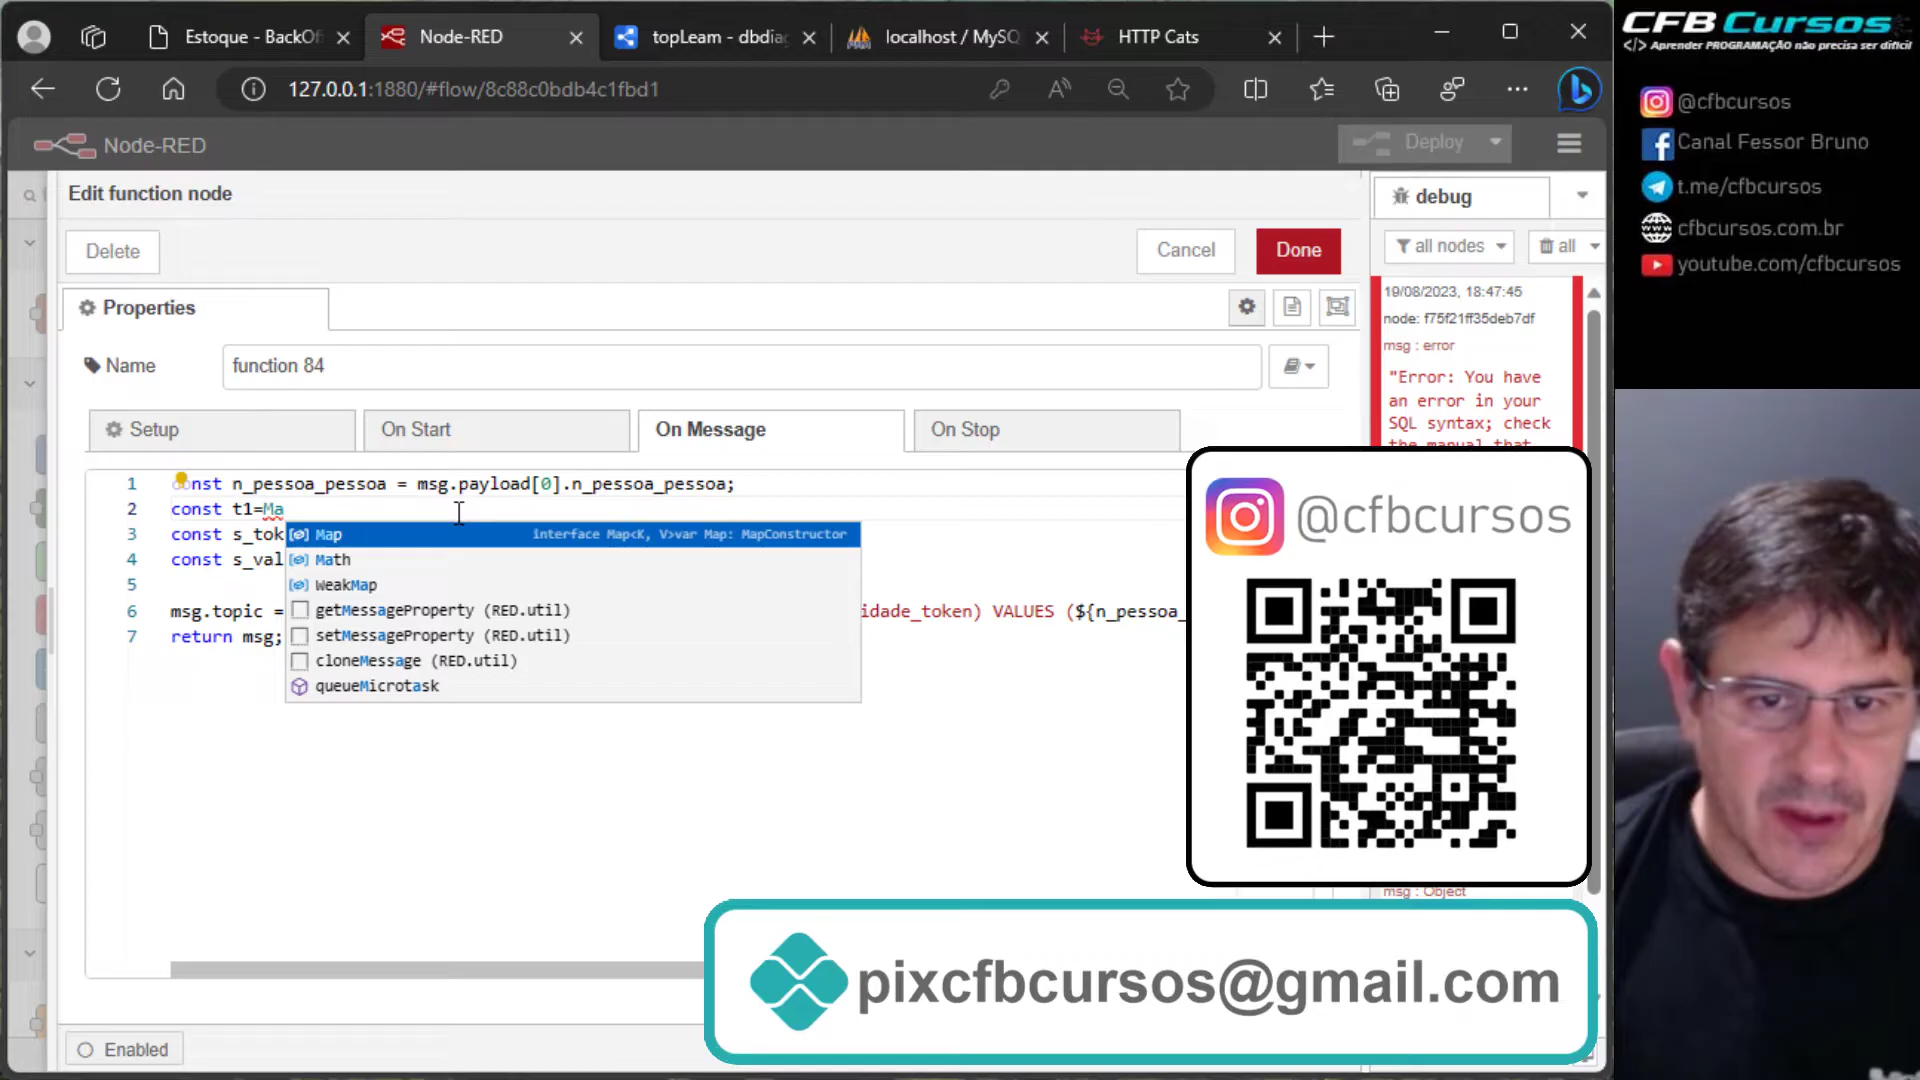 Estoque - BackOf
Node-RED
topLearn - dbdiag
localhost / MySQ
HTTP Cats
127.0.0.1:1880/#flow/8c88c0bdb4c1fbd1
Node-RED
Deploy
Edit function node
Delete
Cancel
Done
Properties
Name
function 84
Setup
On Start
On Message
On Stop
1 const n_pessoa_pessoa = msg.payload[0].n_pessoa_pessoa;
2 const t1=Ma
3 const s_tok
4 const s_val
5
6 msg.topic =
idade_token) VALUES (${n_pessoa_
7 return msg;
Map interface Map<K, V>var Map: MapConstructor
Math
WeakMap
getMessageProperty (RED.util)
setMessageProperty (RED.util)
cloneMessage (RED.util)
queueMicrotask
Enabled
debug
all nodes
all
19/08/2023, 18:47:45
node: f75f21ff35deb7df
msg : error
"Error: You have
an error in your
SQL syntax; check
the manual that
msg : Object
@cfbcursos
pixcfbcursos@gmail.com
CFB Cursos
</> Aprender PROGRAMAÇÃO não precisa ser difícil
@cfbcursos
Canal Fessor Bruno
t.me/cfbcursos
cfbcursos.com.br
youtube.com/cfbcursos